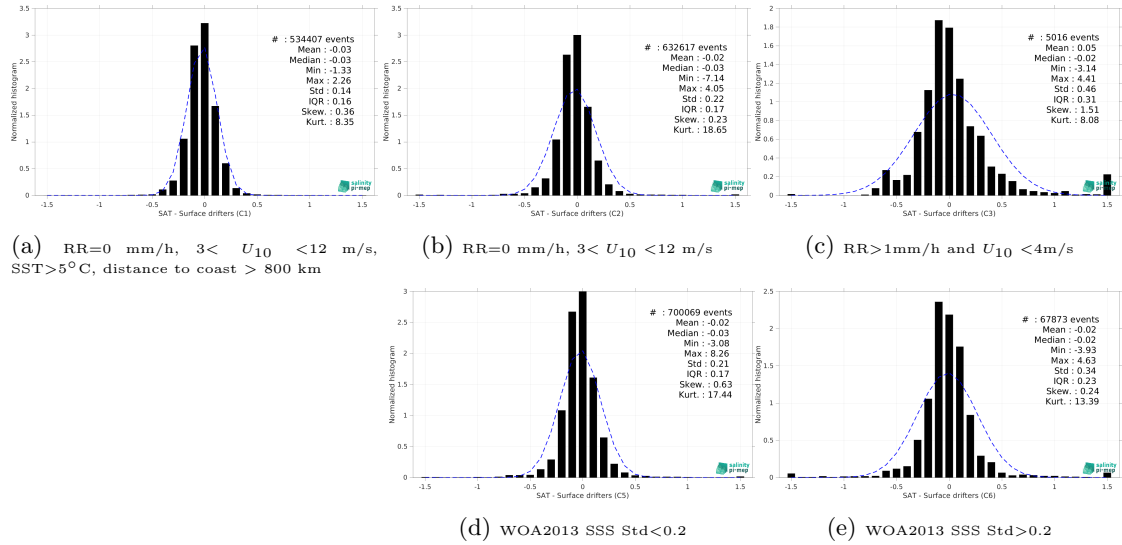 3.5
3
2.5
2
1.5
1
0.5
0
Normalized histogram
# : 534407 events
Mean : -0.03
Median : -0.03
Min : -1.33
Max : 2.26
Std : 0.14
IQR : 0.16
Skew. : 0.36
Kurt. : 8.35
salinity
pi-mep
-1.5 -1 -0.5 0 0.5 1 1.5
SAT - Surface drifters (C1)
(a) RR=0 mm/h, 3< U10 <12 m/s,
SST>5°C, distance to coast > 800 km
3.5
3
2.5
2
1.5
1
0.5
0
Normalized histogram
# : 632617 events
Mean : -0.02
Median : -0.03
Min : -7.14
Max : 4.05
Std : 0.22
IQR : 0.17
Skew. : 0.23
Kurt. : 18.65
salinity
pi-mep
-1.5 -1 -0.5 0 0.5 1 1.5
SAT - Surface drifters (C2)
(b) RR=0 mm/h, 3< U10 <12 m/s
2
1.8
1.6
1.4
1.2
1
0.8
0.6
0.4
0.2
0
Normalized histogram
# : 5016 events
Mean : 0.05
Median : -0.02
Min : -3.14
Max : 4.41
Std : 0.46
IQR : 0.31
Skew. : 1.51
Kurt. : 8.08
salinity
pi-mep
-1.5 -1 -0.5 0 0.5 1 1.5
SAT - Surface drifters (C3)
(c) RR>1mm/h and U10 <4m/s
3
2.5
2
1.5
1
0.5
0
Normalized histogram
# : 700069 events
Mean : -0.02
Median : -0.03
Min : -3.08
Max : 8.26
Std : 0.21
IQR : 0.17
Skew. : 0.63
Kurt. : 17.44
salinity
pi-mep
-1.5 -1 -0.5 0 0.5 1 1.5
SAT - Surface drifters (C5)
(d) WOA2013 SSS Std<0.2
2.5
2
1.5
1
0.5
0
Normalized histogram
# : 67873 events
Mean : -0.02
Median : -0.02
Min : -3.93
Max : 4.63
Std : 0.34
IQR : 0.23
Skew. : 0.24
Kurt. : 13.39
salinity
pi-mep
-1.5 -1 -0.5 0 0.5 1 1.5
SAT - Surface drifters (C6)
(e) WOA2013 SSS Std>0.2